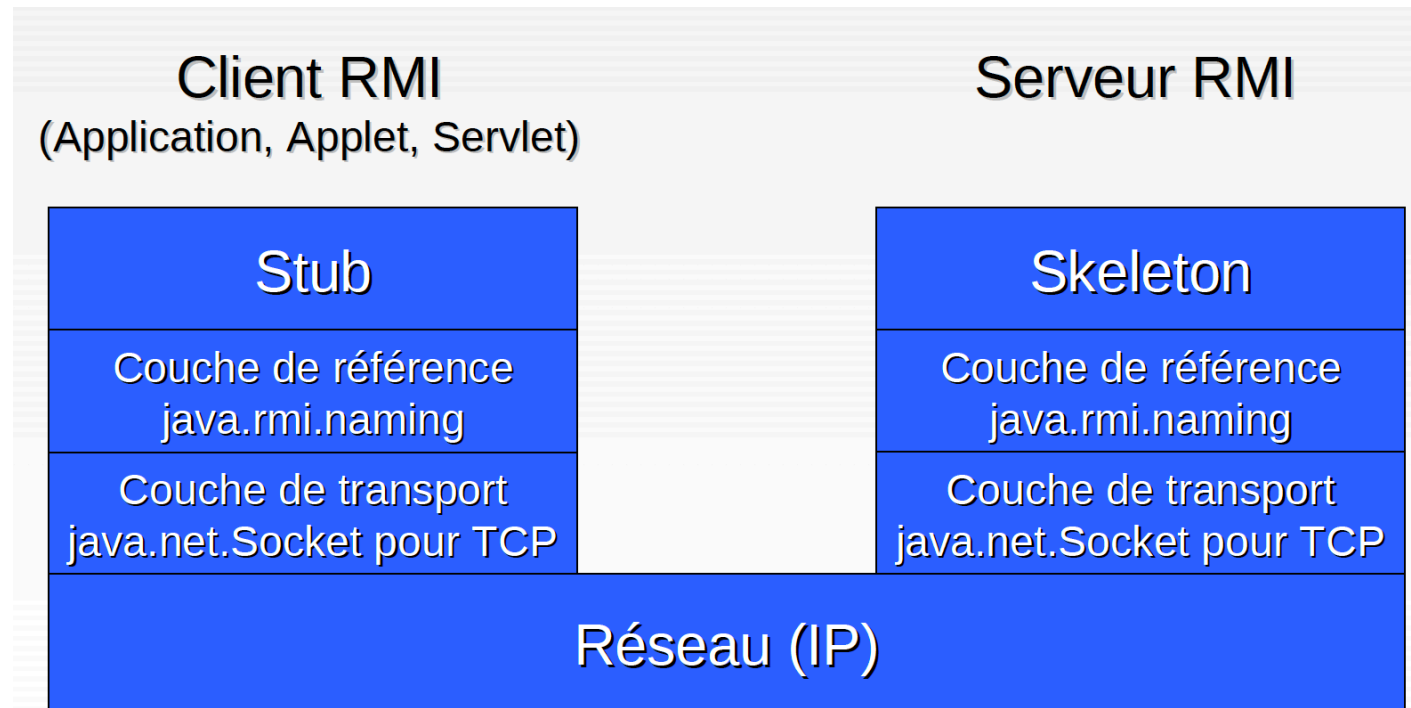 Client RMI
(Application, Applet, Servlet)
Serveur RMI
Stub
Couche de référence
java.rmi.naming
Couche de transport
java.net.Socket pour TCP
Skeleton
Couche de référence
java.rmi.naming
Couche de transport
java.net.Socket pour TCP
Réseau (IP)